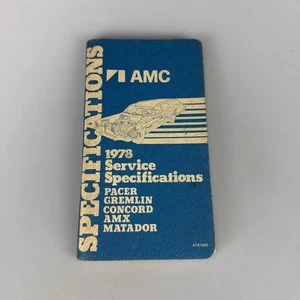 SPECIFICATIONS
AMC
1978
Service
Specifications
PACER
GREMLIN
CONCORD
AMX
MATADOR